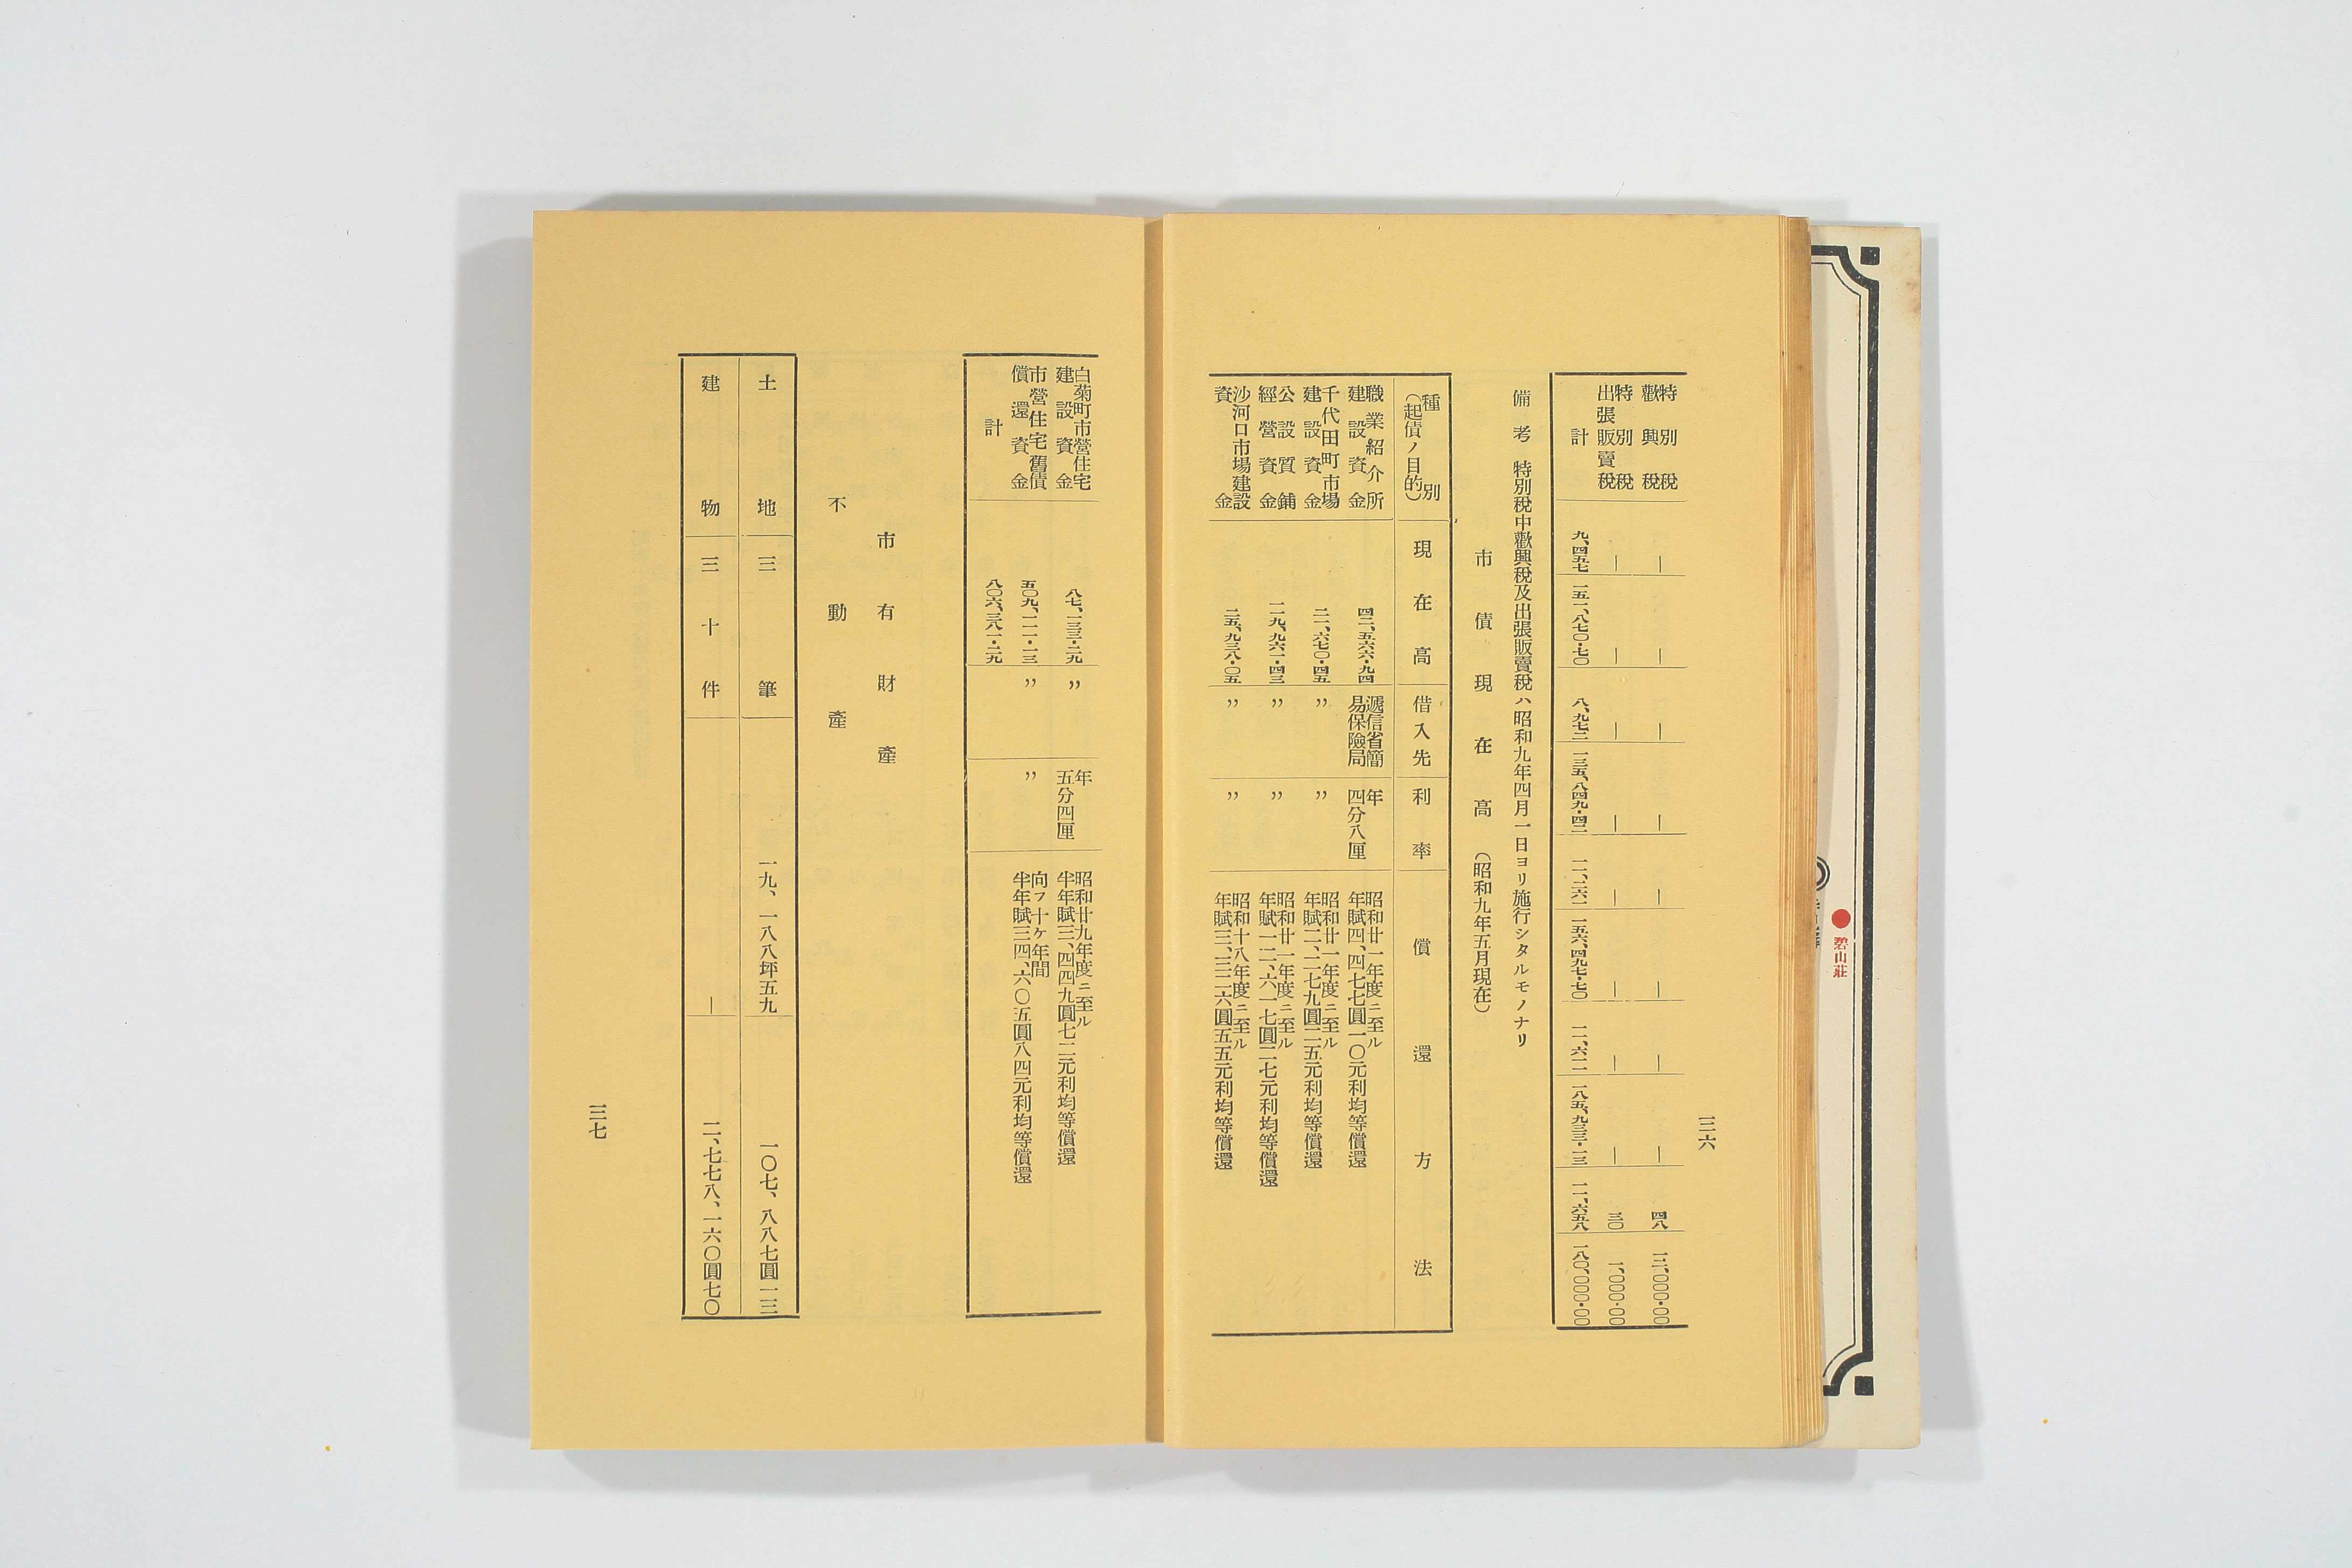 三六
特別税 歡興税 — — — — — — — — 四八 一二、〇〇〇・〇〇
特別税 出張販賣税 — — — — — — — — 三〇 一、〇〇〇・〇〇
計 九、四五七 一五一、八七〇・七〇 八、九七二 一三五、八四九・四二 一一、二六一 一五六、四九七・七〇 一一、六一一 一八五、九三三・一三 一一、六五八 一八〇、〇〇〇・〇〇
備考 特別税中歡興税及出張販賣税ハ昭和九年四月一日ヨリ施行シタルモノナリ
市債現在高(昭和九年五月現在)
種別(起債ノ目的) 現在高 借入先 利率 償還方法
職業紹介所建設資金 四二、五六六・九四 遞信省簡易保險局 年四分八厘 昭和廿一年度ニ至ル年賦四、四七七圓一〇元利均等償還
千代田町市場建設資金 二一、六七〇・四五 〃 〃 昭和廿一年度ニ至ル年賦二、二七九圓二五元利均等償還
公設質鋪經營資金 一一九、九六一・四三 〃 〃 昭和廿一年度ニ至ル年賦一二、六一七圓二七元利均等償還
沙河口市場建設資金 二五、九三八・〇五 〃 〃 昭和十八年度ニ至ル年賦三、三二六圓五五元利均等償還
白菊町市營住宅建設資金 八七、一三三・二九 〃 年五分四厘 昭和廿九年度ニ至ル半年賦三、四四九圓七二元利均等償還
市營住宅舊債償還資金 五〇九、一一一・一三 〃 〃 向フ十ケ年間半年賦三四、六〇五圓八四元利均等償還
計 八〇六、三八一・二九
市有財產
不動產
土地 三筆 一九、一八八坪五九 一〇七、八八七圓一三
建物 三十件 — 二、七七八、一六〇圓七〇
三七
碧山莊